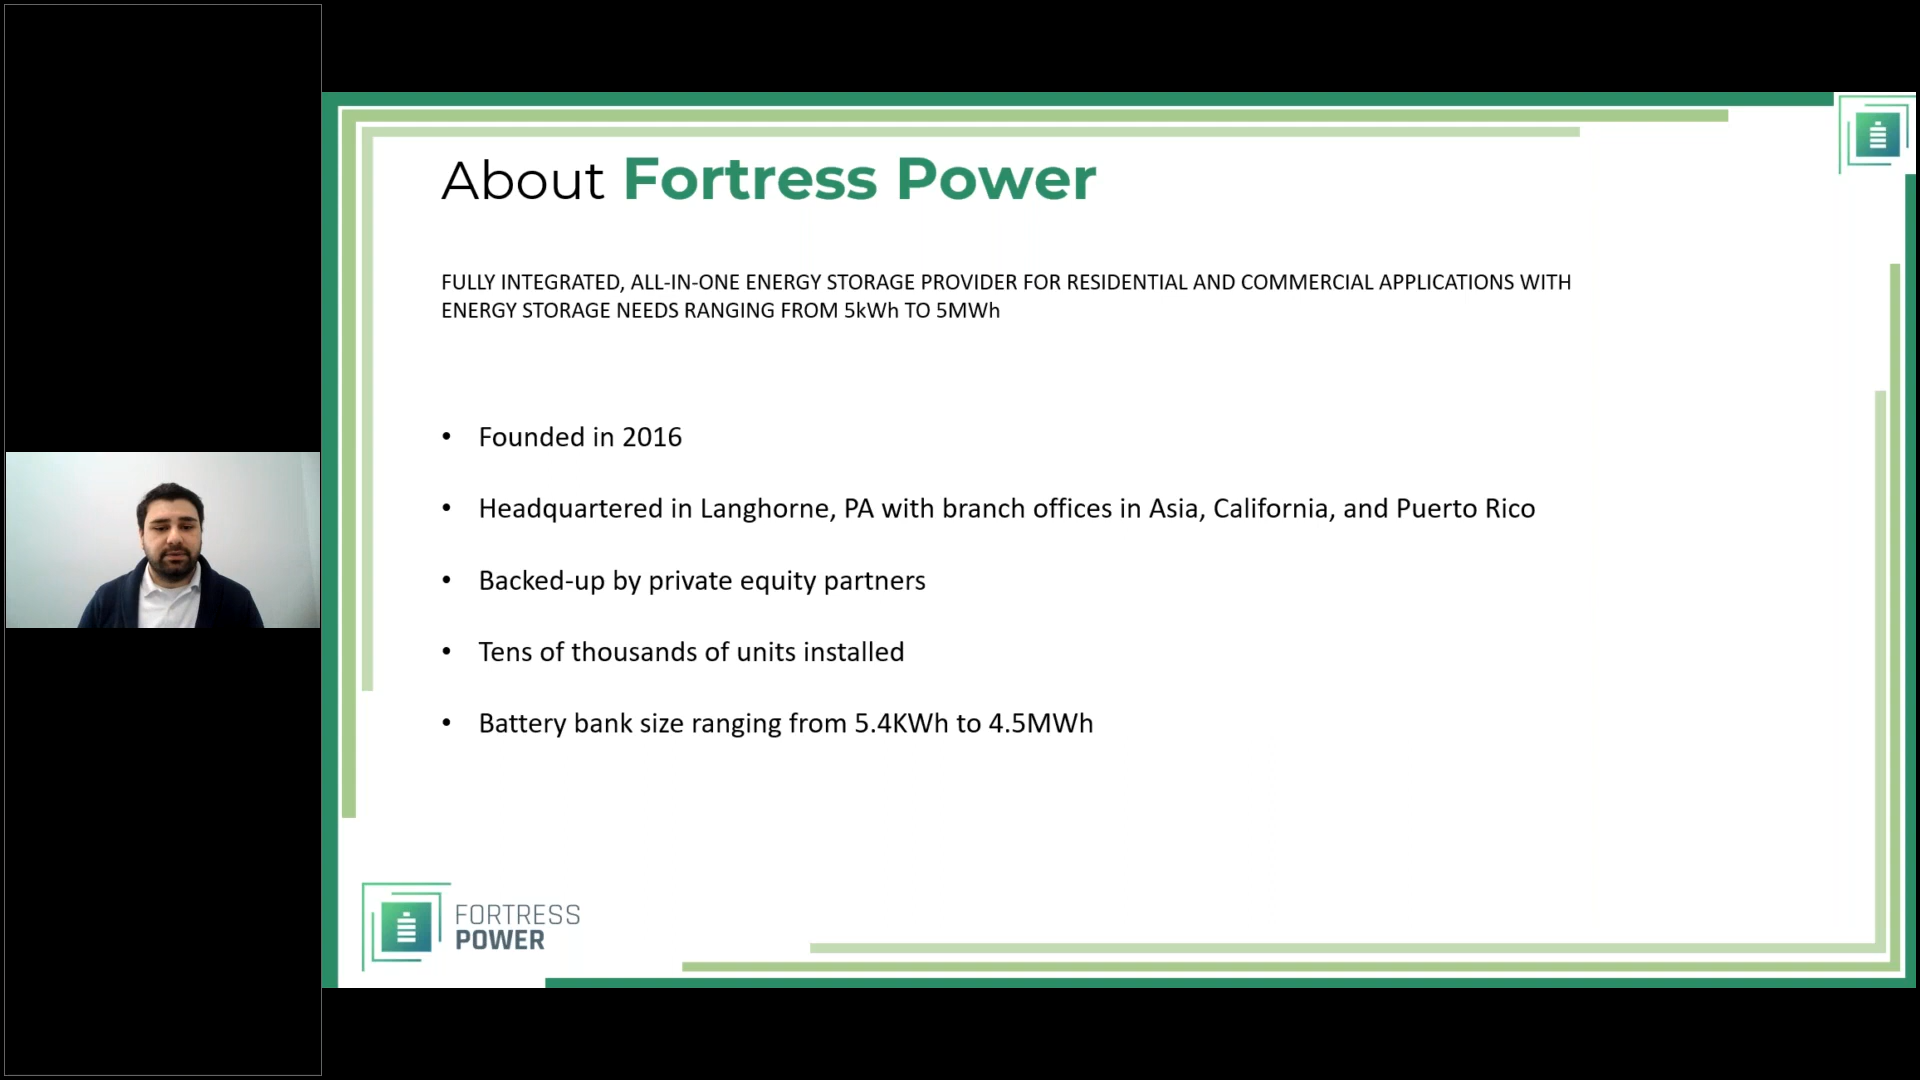 About Fortress Power
FULLY INTEGRATED, ALL-IN-ONE ENERGY STORAGE PROVIDER FOR RESIDENTIAL AND COMMERCIAL APPLICATIONS WITH
ENERGY STORAGE NEEDS RANGING FROM 5kWh TO 5MWh
• Founded in 2016
• Headquartered in Langhorne, PA with branch offices in Asia, California, and Puerto Rico
• Backed-up by private equity partners
• Tens of thousands of units installed
• Battery bank size ranging from 5.4KWh to 4.5MWh
FORTRESS
POWER